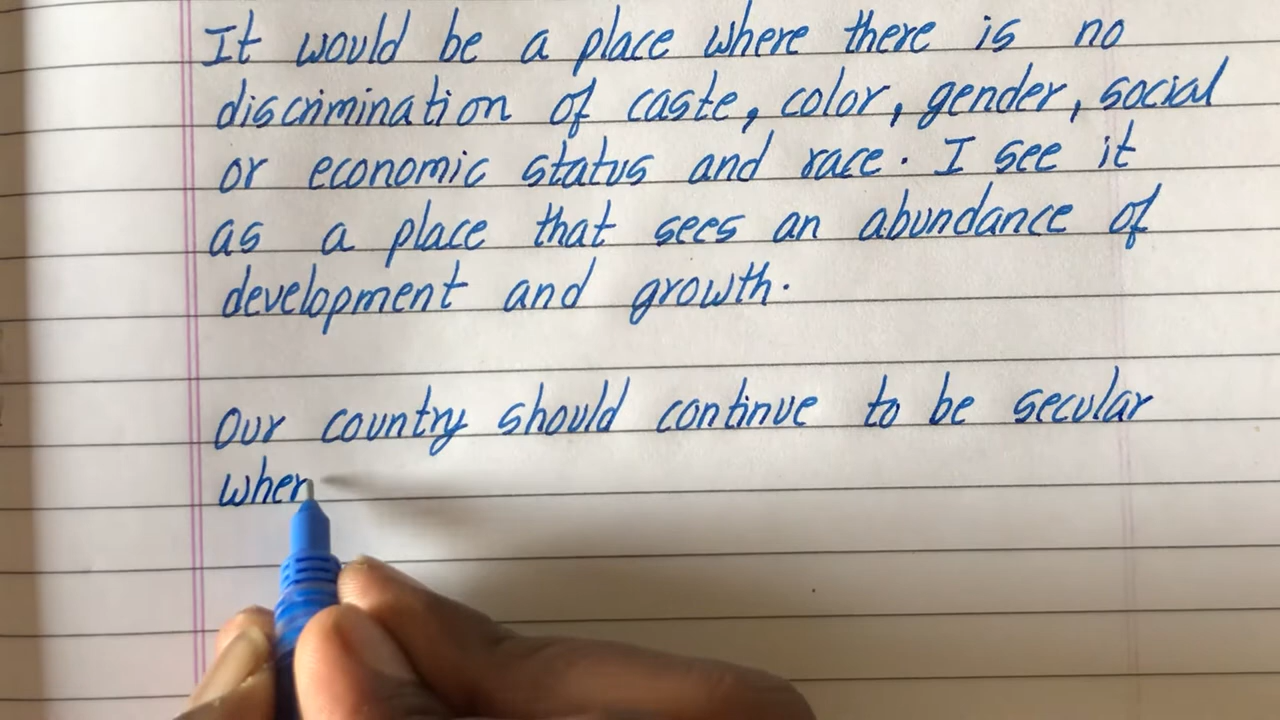 It would be a place where there is no
discrimination of caste, color, gender, social
or economic status and race. I see it
as a place that sees an abundance of
development and growth.
Our country should continue to be secular
wher